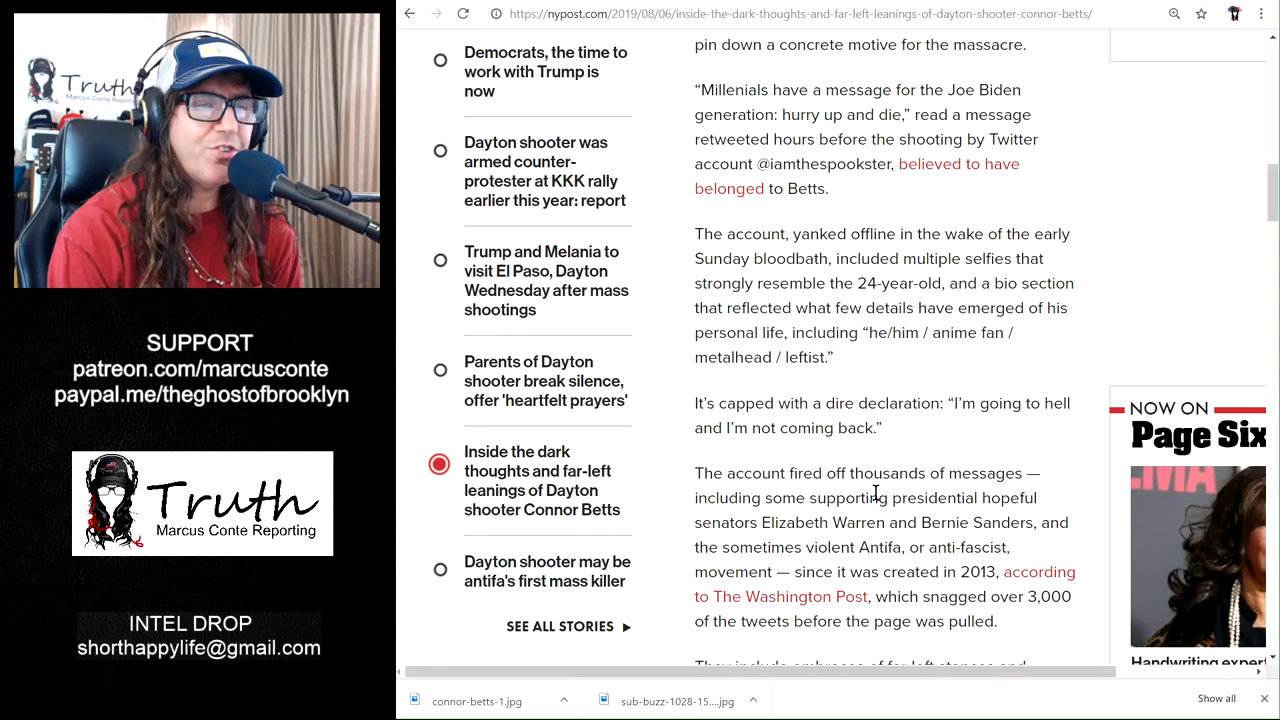 Truth
Marcus Conte Reporting
SUPPORT
patreon.com/marcusconte
paypal.me/theghostofbrooklyn
Truth
Marcus Conte Reporting
INTEL DROP
shorthappylife@gmail.com
https://nypost.com/2019/08/06/inside-the-dark-thoughts-and-far-left-leanings-of-dayton-shooter-connor-betts/
Democrats, the time to
work with Trump is
now
Dayton shooter was
armed counter-
protester at KKK rally
earlier this year: report
Trump and Melania to
visit El Paso, Dayton
Wednesday after mass
shootings
Parents of Dayton
shooter break silence,
offer 'heartfelt prayers'
Inside the dark
thoughts and far-left
leanings of Dayton
shooter Connor Betts
Dayton shooter may be
antifa's first mass killer
SEE ALL STORIES
pin down a concrete motive for the massacre.
“Millenials have a message for the Joe Biden
generation: hurry up and die,” read a message
retweeted hours before the shooting by Twitter
account @iamthespookster, believed to have
belonged to Betts.
The account, yanked offline in the wake of the early
Sunday bloodbath, included multiple selfies that
strongly resemble the 24-year-old, and a bio section
that reflected what few details have emerged of his
personal life, including “he/him / anime fan /
metalhead / leftist.”
It’s capped with a dire declaration: “I’m going to hell
and I’m not coming back.”
The account fired off thousands of messages —
including some supporting presidential hopeful
senators Elizabeth Warren and Bernie Sanders, and
the sometimes violent Antifa, or anti-fascist,
movement — since it was created in 2013, according
to The Washington Post, which snagged over 3,000
of the tweets before the page was pulled.
They include embraces of far-left stances and
NOW ON
Page Six
Handwriting expert
connor-betts-1.jpg
sub-buzz-1028-15....jpg
Show all